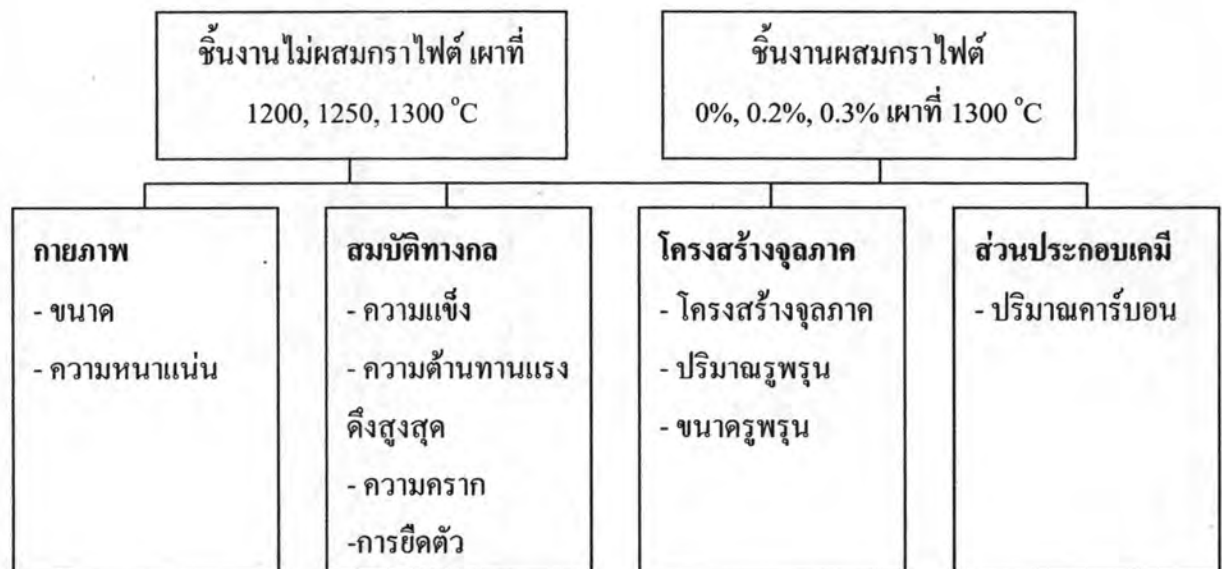 ชิ้นงานไม่ผสมกราไฟต์ เผาที่
1200, 1250, 1300 °C
ชิ้นงานผสมกราไฟต์
0%, 0.2%, 0.3% เผาที่ 1300 °C
กายภาพ
- ขนาด
- ความหนาแน่น
สมบัติทางกล
- ความแข็ง
- ความต้านทานแรง
ดึงสูงสุด
- ความคราก
-การยืดตัว
โครงสร้างจุลภาค
- โครงสร้างจุลภาค
- ปริมาณรูพรุน
- ขนาดรูพรุน
ส่วนประกอบเคมี
- ปริมาณคาร์บอน